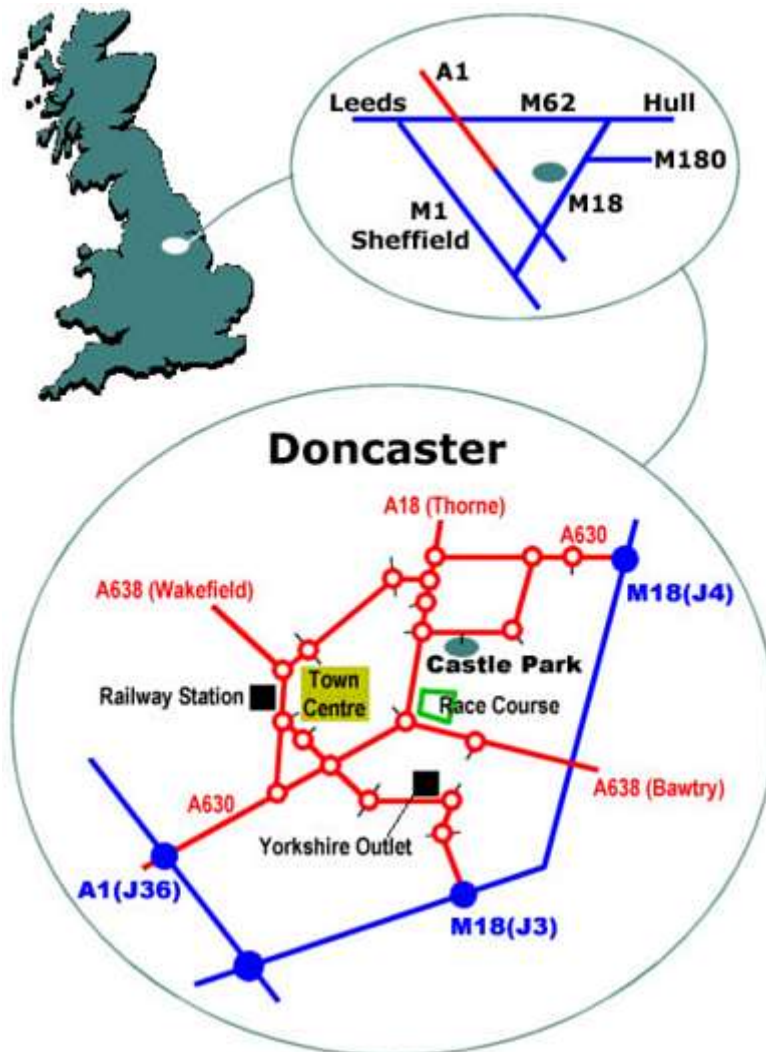 A1
Leeds
M62
Hull
M180
M1
M18
Sheffield
Doncaster
A18 (Thorne)
A630
A638 (Wakefield)
M18(J4)
Castle Park
Railway Station
Town
Centre
Race Course
A638 (Bawtry)
A630
Yorkshire Outlet
A1(J36)
M18(J3)